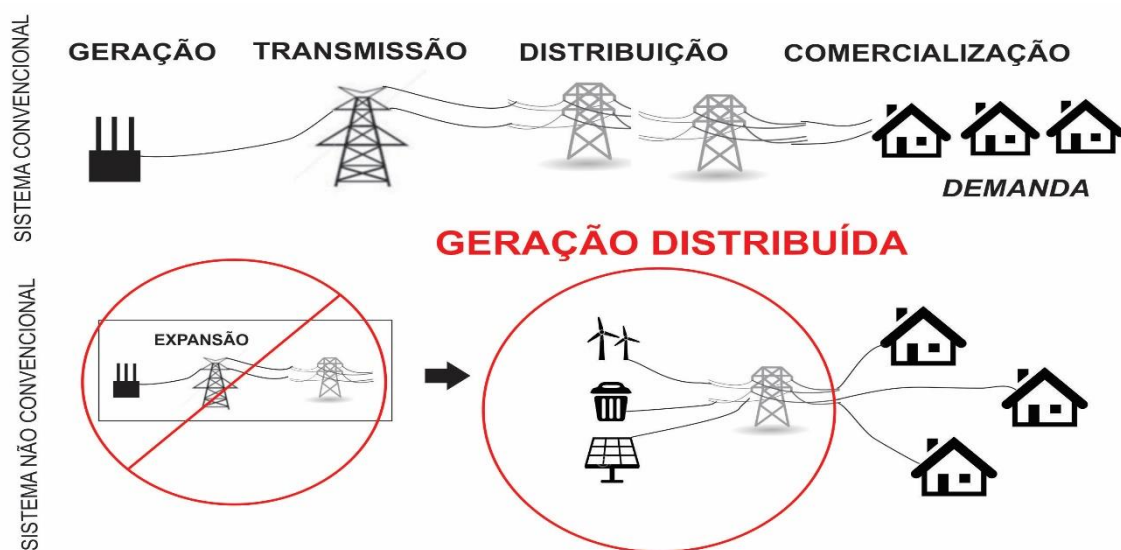 SISTEMA CONVENCIONAL
GERAÇÃO
TRANSMISSÃO
DISTRIBUIÇÃO
COMERCIALIZAÇÃO
DEMANDA
GERAÇÃO DISTRIBUÍDA
SISTEMA NÃO CONVENCIONAL
EXPANSÃO